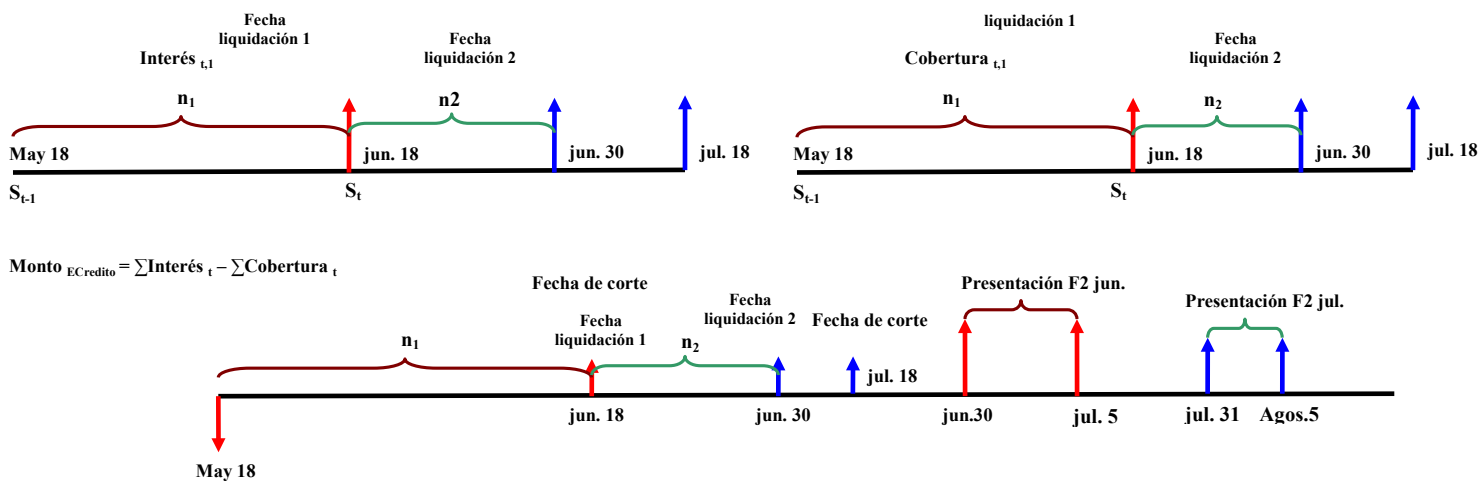 Fecha
liquidación 1
Interés t,1
Fecha
liquidación 2
n1
n2
May 18
jun. 18
jun. 30
jul. 18
St-1
St
liquidación 1
Cobertura t,1
Fecha
liquidación 2
n1
n2
May 18
jun. 18
jun. 30
jul. 18
St-1
St
Monto ECredito = ∑Interés t – ∑Cobertura t
Fecha de corte
Fecha
liquidación 1
Fecha
liquidación 2
Fecha de corte
Presentación F2 jun.
Presentación F2 jul.
n1
n2
jul. 18
jun. 18
jun. 30
jun.30
jul. 5
jul. 31
Agos.5
May 18